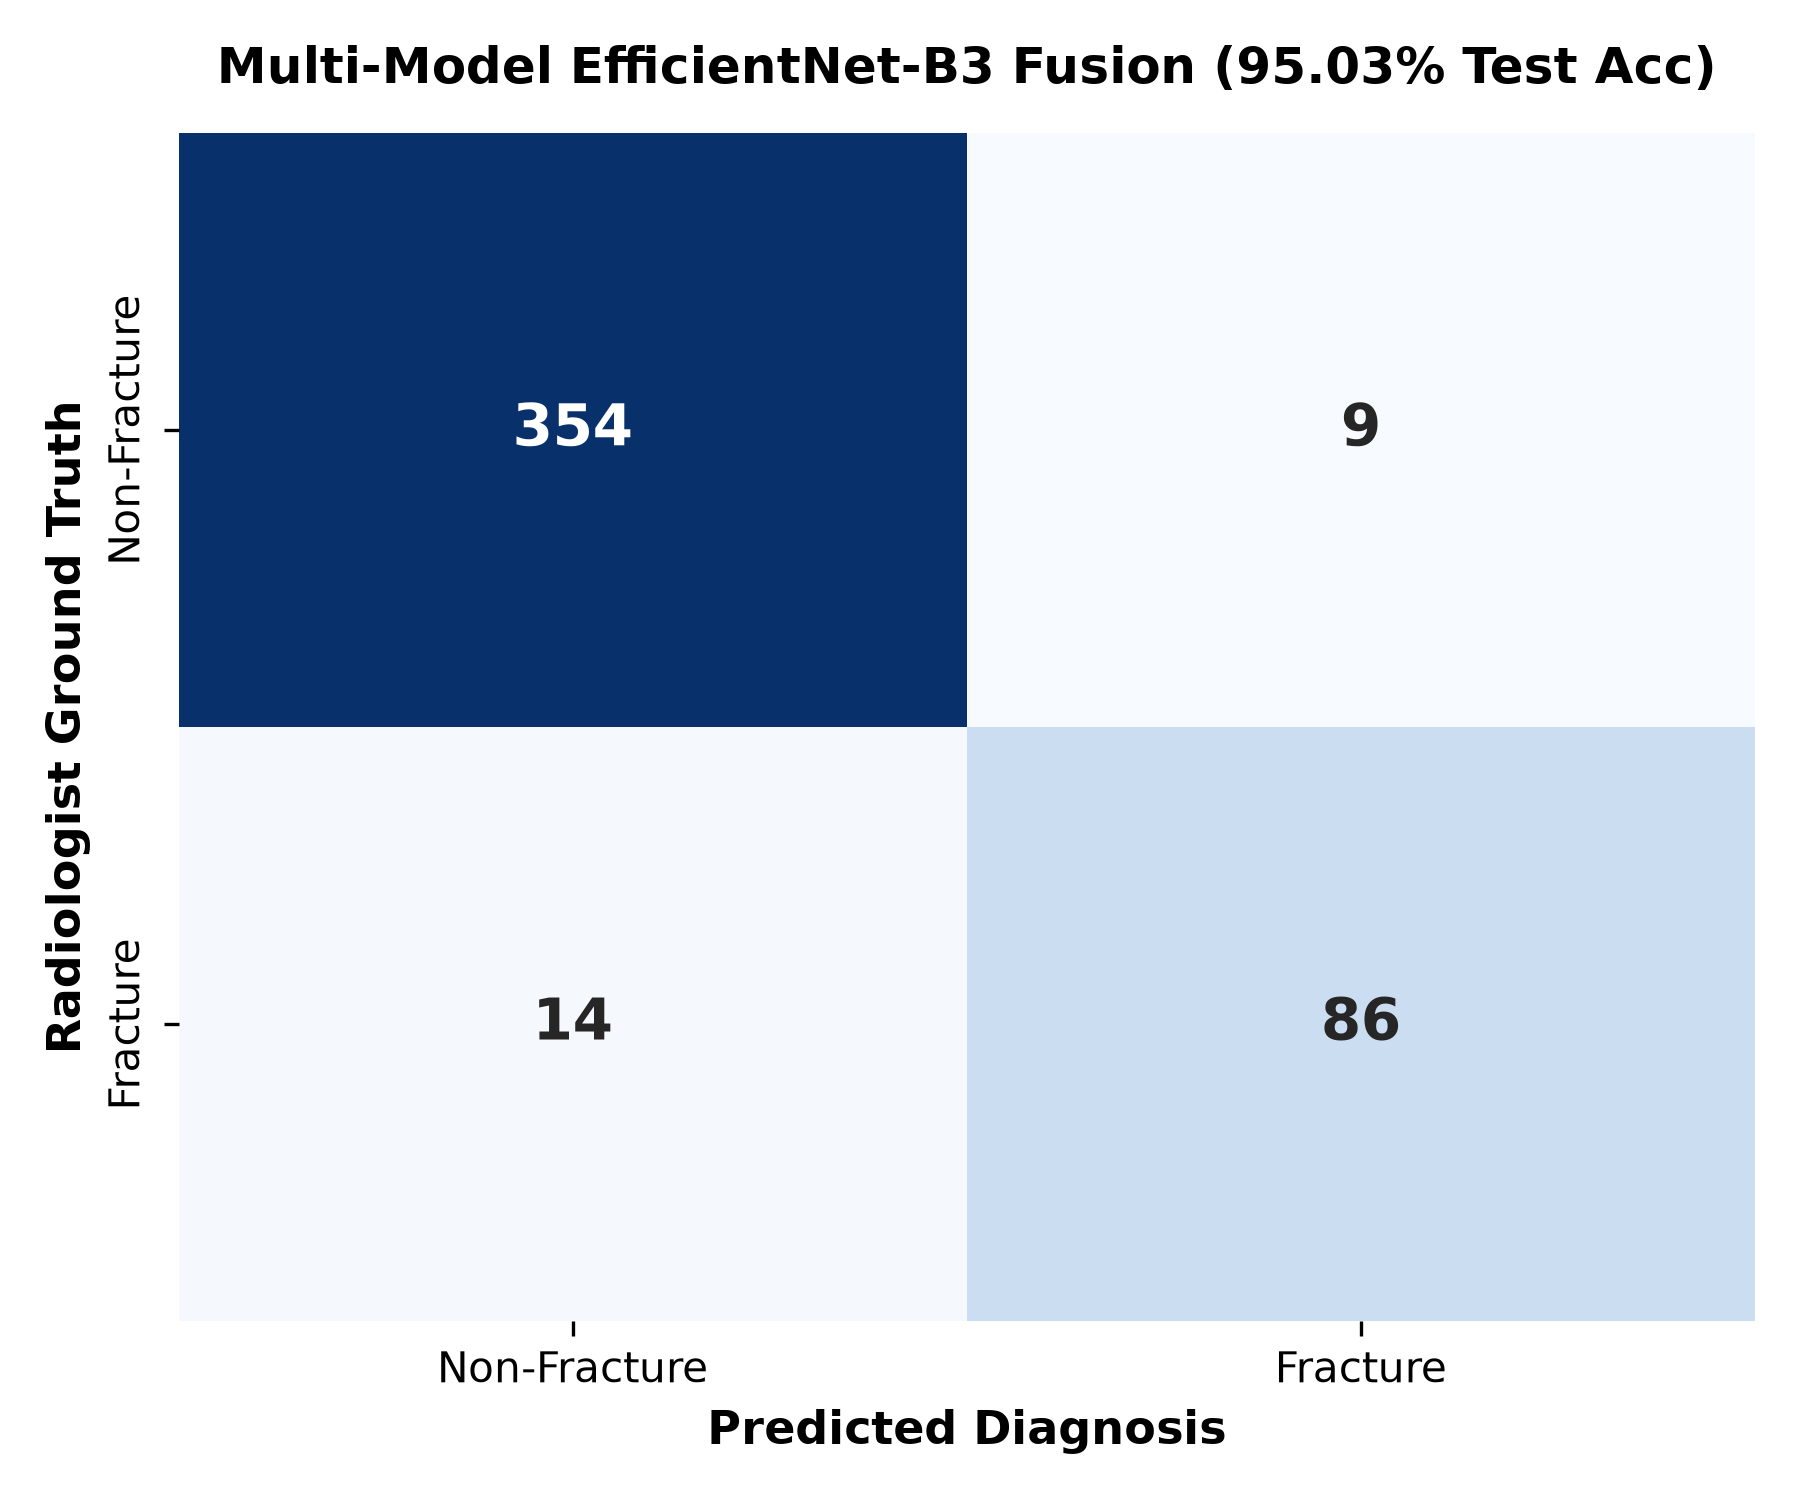 Multi-Model EfficientNet-B3 Fusion (95.03% Test Acc)
Radiologist Ground Truth
Non-Fracture
354
9
Fracture
14
86
Non-Fracture
Fracture
Predicted Diagnosis